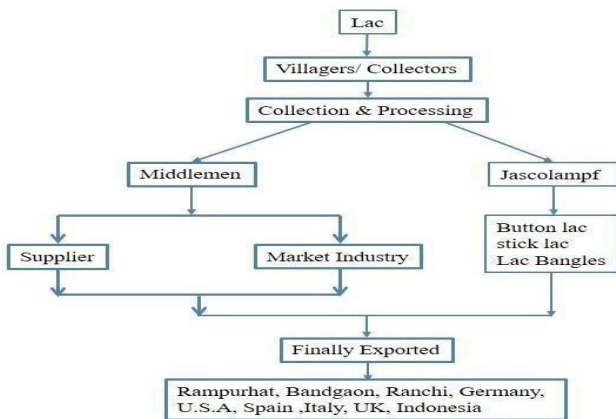 Lac
Villagers/ Collectors
Collection & Processing
Middlemen
Jascolampf
Supplier
Market Industry
Button lac
stick lac
Lac Bangles
Finally Exported
Rampurhat, Bandgaon, Ranchi, Germany,
U.S.A, Spain ,Italy, UK, Indonesia